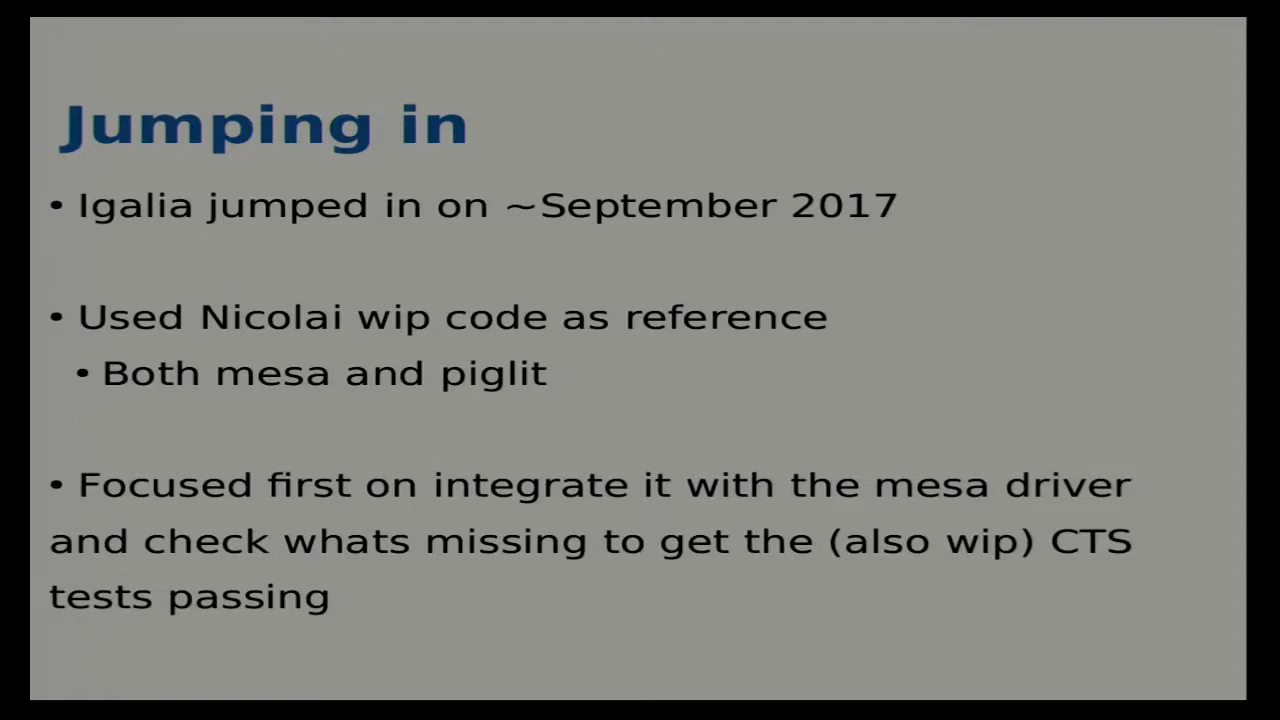 Jumping in
• Igalia jumped in on ~September 2017
• Used Nicolai wip code as reference
• Both mesa and piglit
• Focused first on integrate it with the mesa driver
and check whats missing to get the (also wip) CTS
tests passing